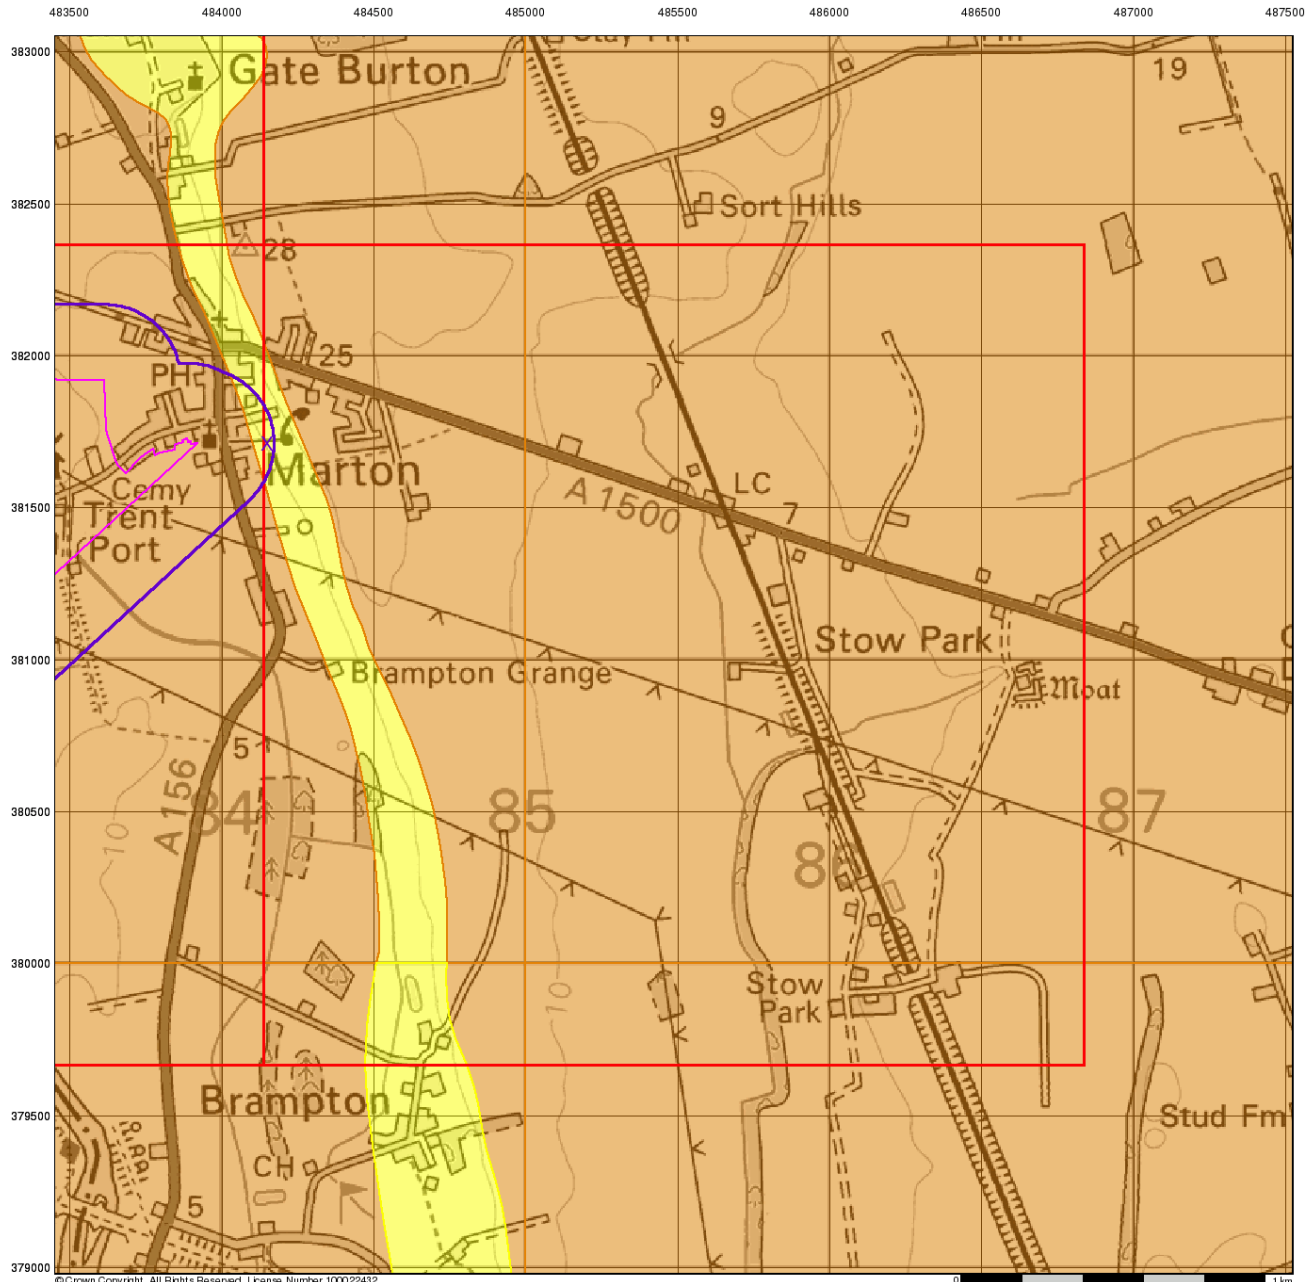 483500 484000 484500 485000 485500 486000 486500 487000 487500
383000
Gate Burton
19
9
382500
Sort Hills
28
382000
25
PH
Marton
LC
Cemy
A 1500
381500
7
Trent
Port
Stow Park
381000
Brampton Grange
Moat
5
A 156
84
85
87
380500
10
86
380000
Stow
Park
10
Brampton
379500
Stud Fm
CH
5
379000
© Crown Copyright. All Rights Reserved. License Number 100022432
0
1 km